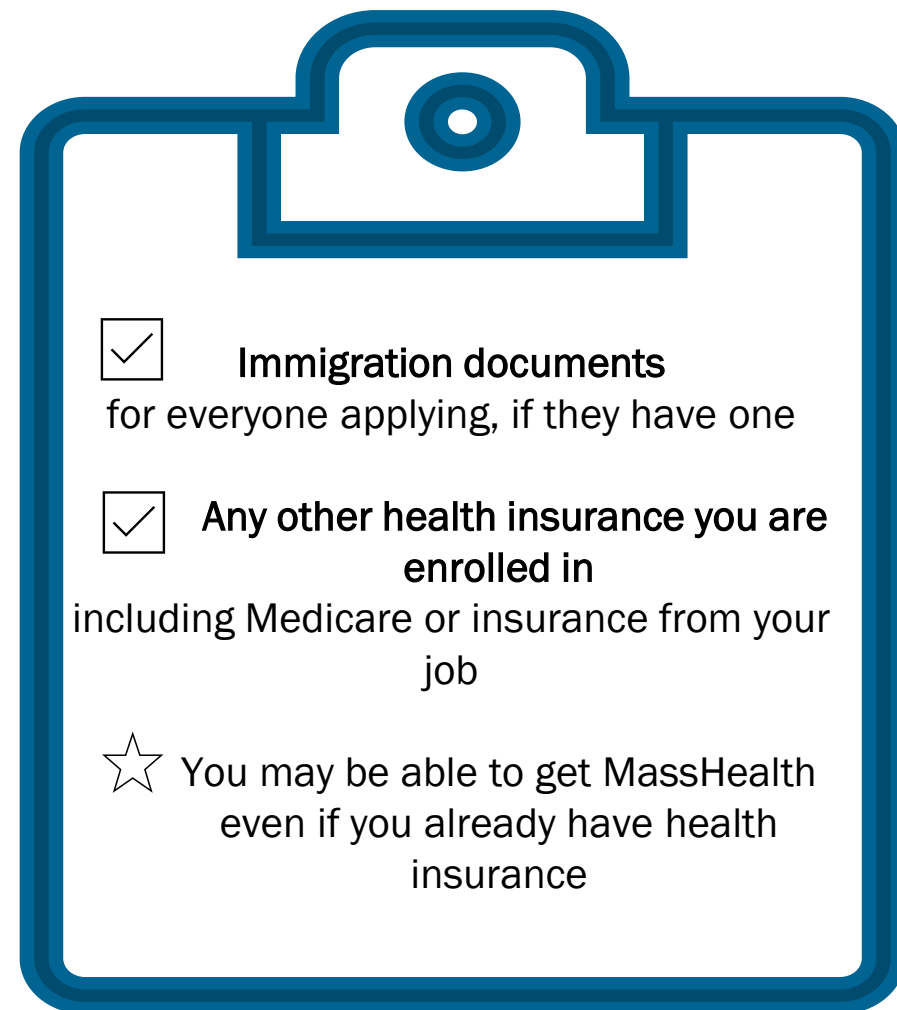 Immigration documents
for everyone applying, if they have one
Any other health insurance you are
enrolled in
including Medicare or insurance from your
job
You may be able to get MassHealth
even if you already have health
insurance